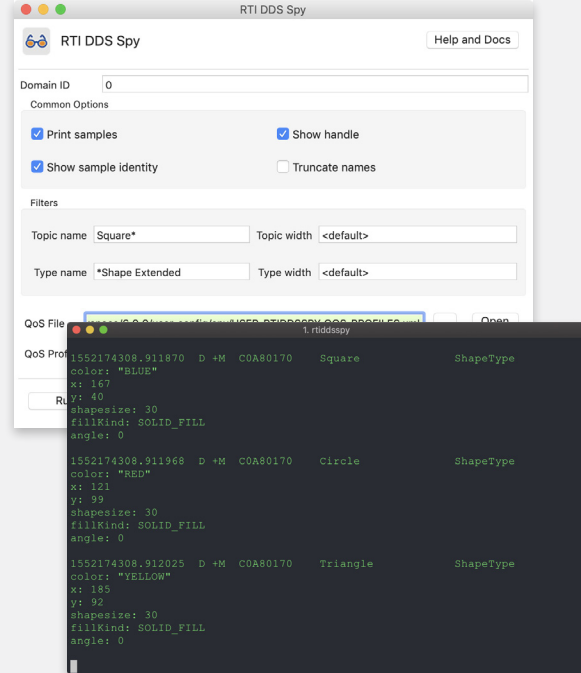 RTI DDS Spy
RTI DDS Spy
Help and Docs
Domain ID 0
Common Options
Print samples Show handle
Show sample identity Truncate names
Filters
Topic name Square* Topic width <default>
Type name *Shape Extended Type width <default>
QoS File
Open
1. rtiddsspy
QoS Prof
1552174308.911870 D +M C0A80170 Square ShapeType
color: "BLUE"
x: 167
y: 40
shapesize: 30
fillKind: SOLID_FILL
angle: 0
1552174308.911968 D +M C0A80170 Circle ShapeType
color: "RED"
x: 121
y: 99
shapesize: 30
fillKind: SOLID_FILL
angle: 0
1552174308.912025 D +M C0A80170 Triangle ShapeType
color: "YELLOW"
x: 185
y: 92
shapesize: 30
fillKind: SOLID_FILL
angle: 0